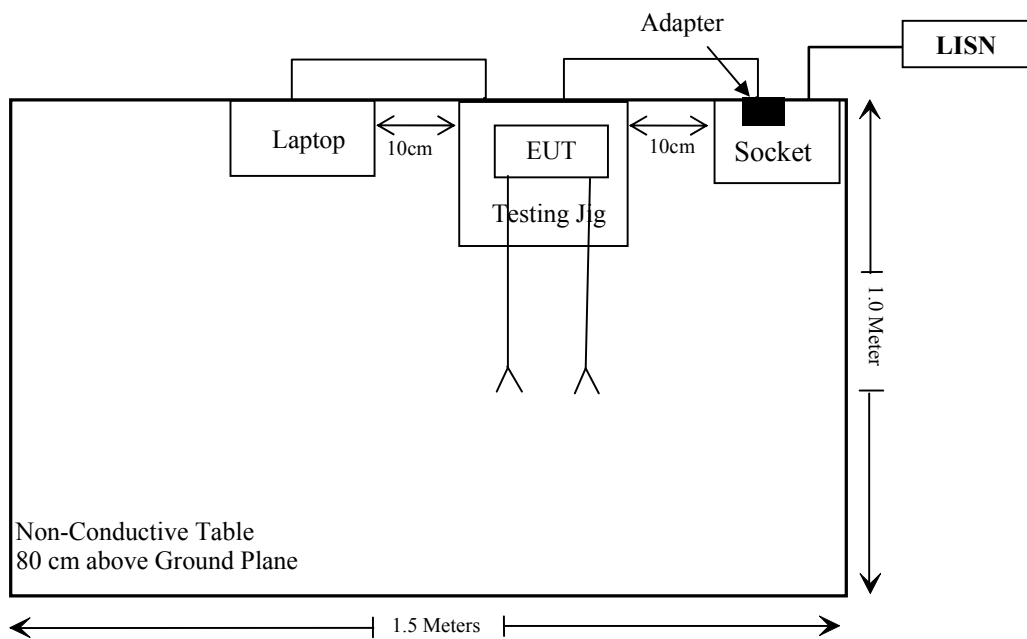 Adapter
LISN
Laptop
10cm
EUT
10cm
Socket
Testing Jig
1.0 Meter
Non-Conductive Table
80 cm above Ground Plane
1.5 Meters